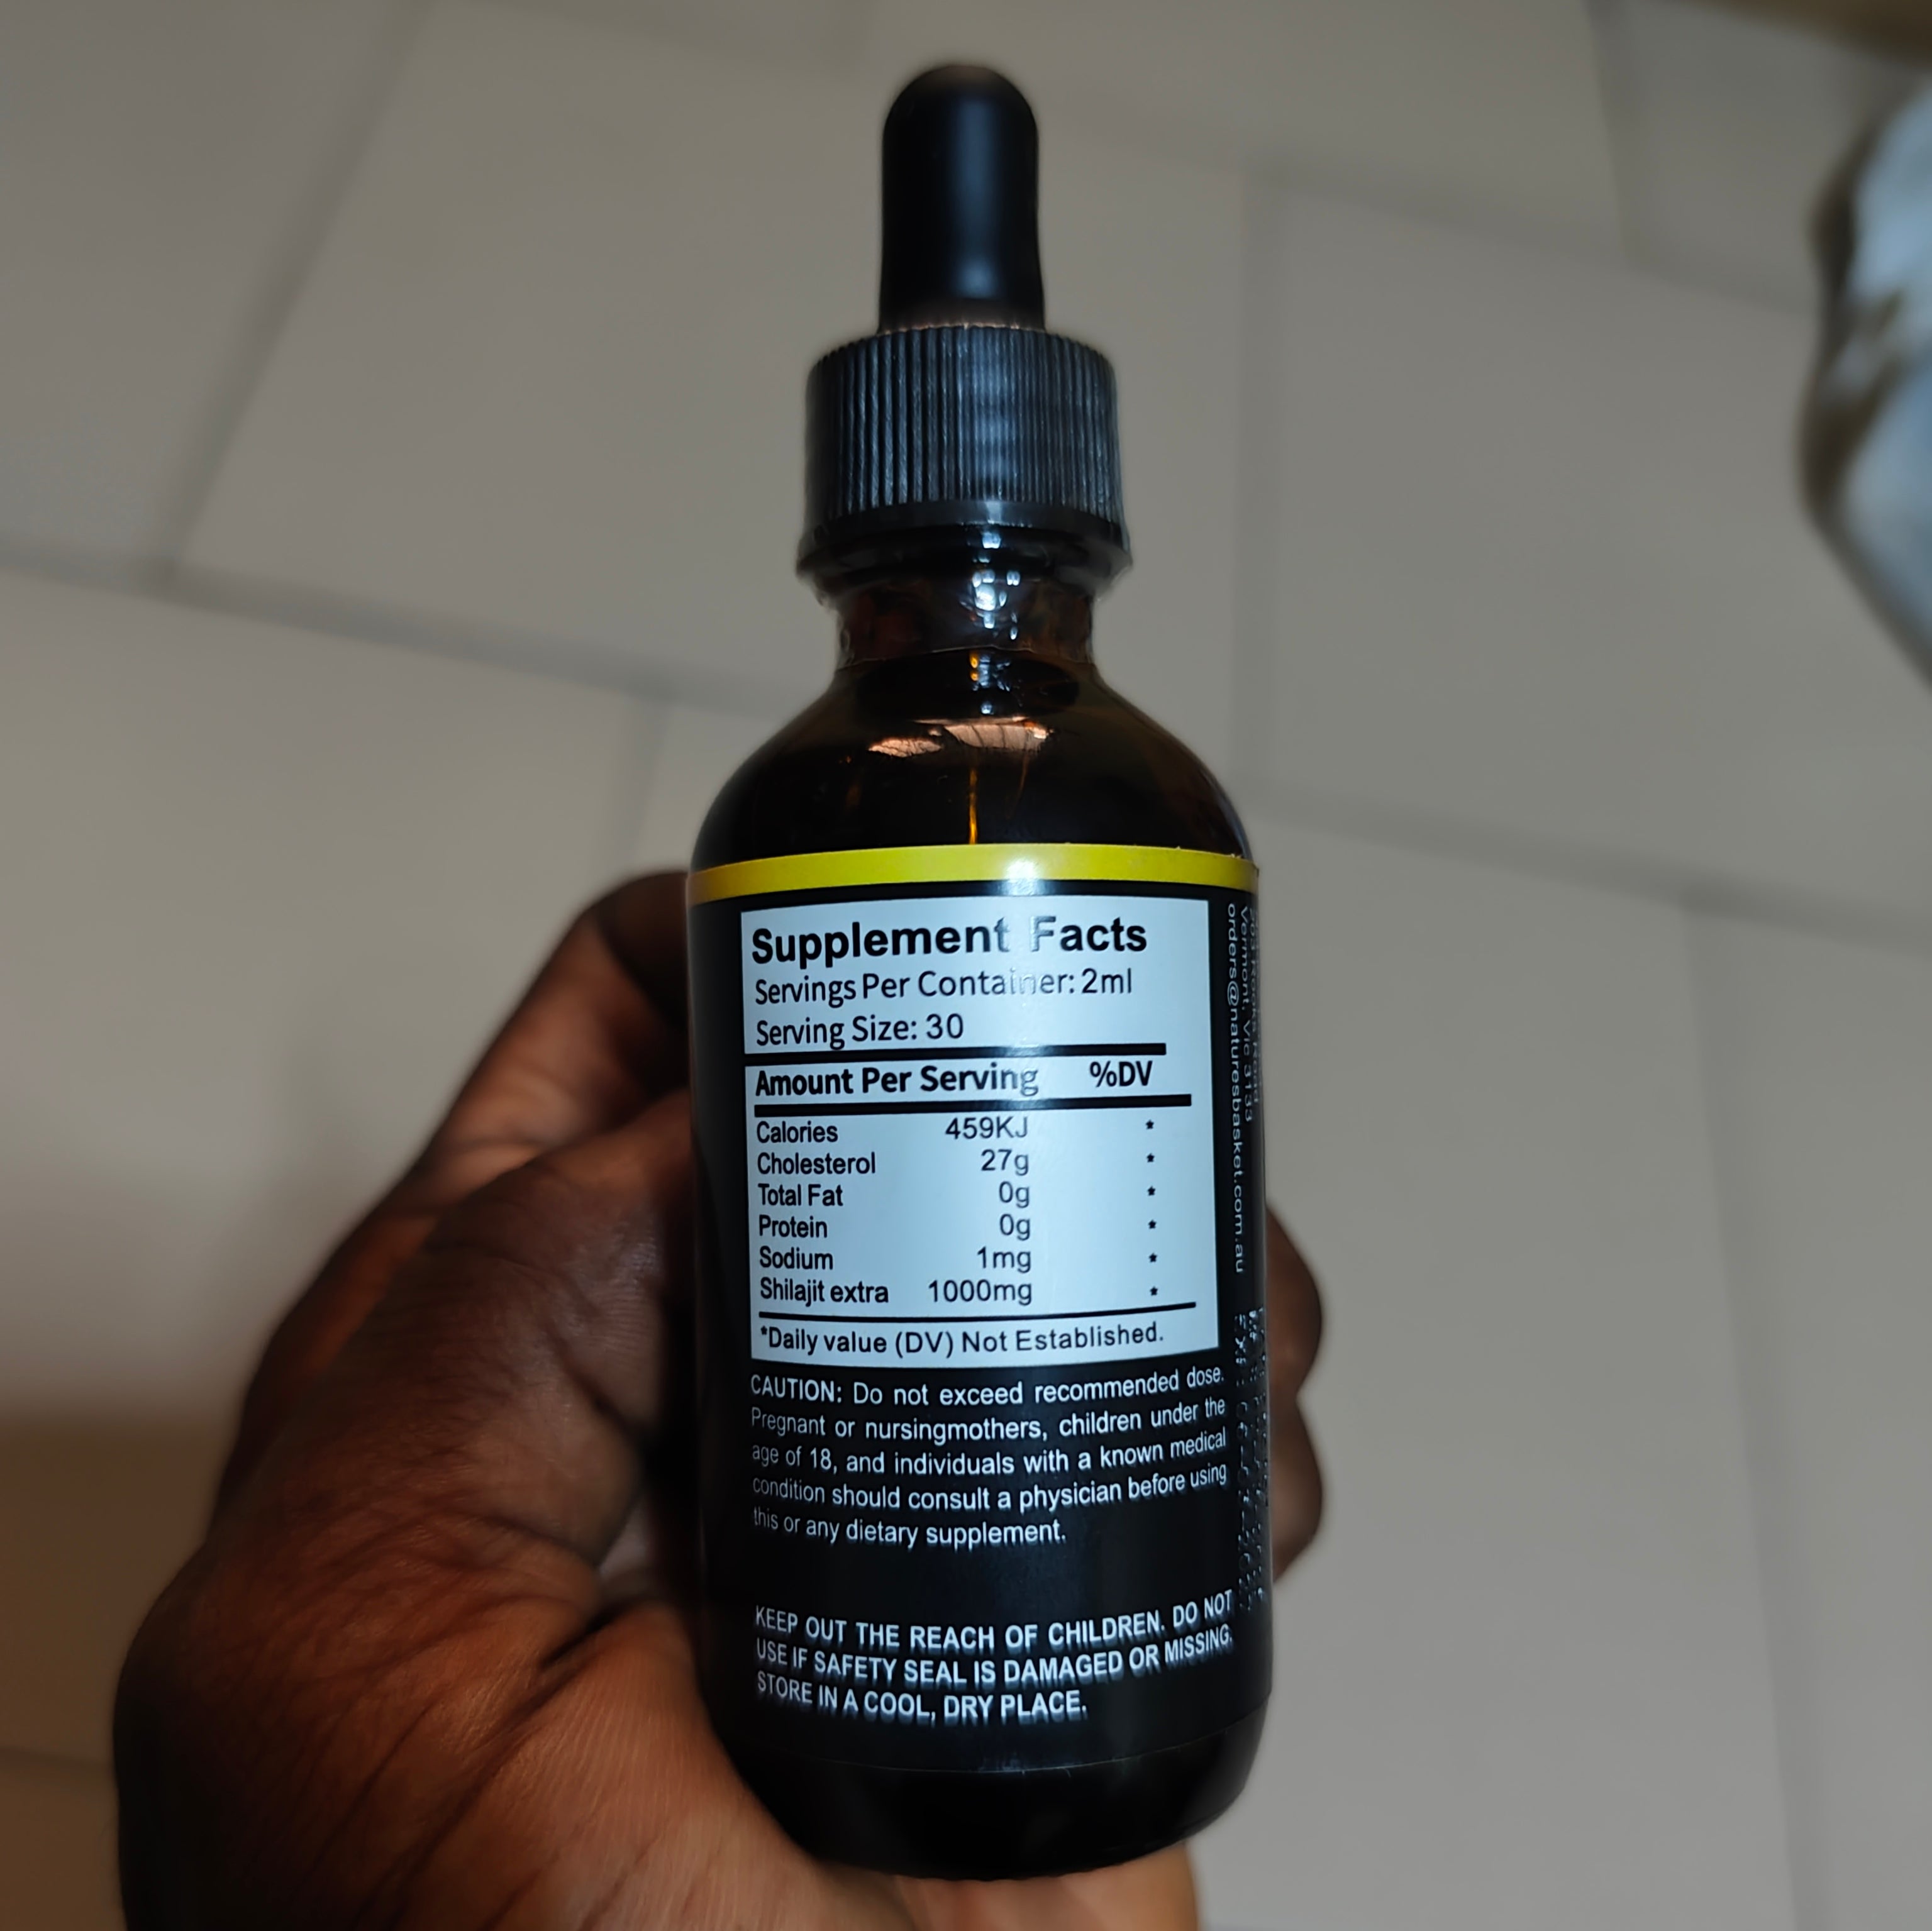 Supplement Facts
Servings Per Container: 2ml
Serving Size: 30
Amount Per Serving %DV
Calories 459KJ *
Cholesterol 27g *
Total Fat 0g *
Protein 0g *
Sodium 1mg *
Shilajit extra 1000mg *
*Daily value (DV) Not Established.
CAUTION: Do not exceed recommended dose.
Pregnant or nursingmothers, children under the
age of 18, and individuals with a known medical
condition should consult a physician before using
this or any dietary supplement.
KEEP OUT THE REACH OF CHILDREN. DO NOT
USE IF SAFETY SEAL IS DAMAGED OR MISSING.
STORE IN A COOL, DRY PLACE.
Vermont, Vic 3133
orders@naturesbasket.com.au